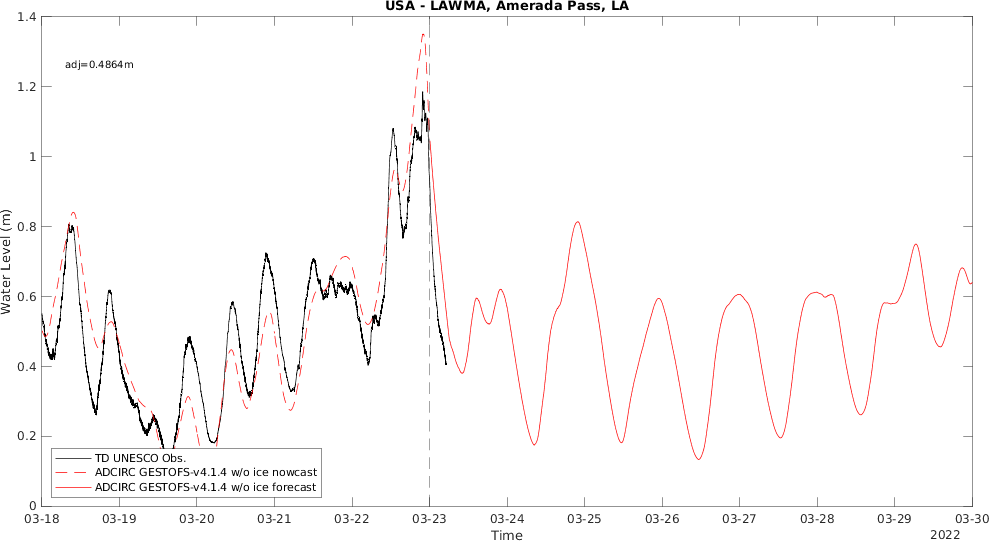 USA - LAWMA, Amerada Pass, LA
1.4
adj=0.4864m
1.2
1
0.8
0.6
0.4
0.2
0
Water Level (m)
TD UNESCO Obs.
ADCIRC GESTOFS-v4.1.4 w/o ice nowcast
ADCIRC GESTOFS-v4.1.4 w/o ice forecast
03-18 03-19 03-20 03-21 03-22 03-23 03-24 03-25 03-26 03-27 03-28 03-29 03-30
Time
2022